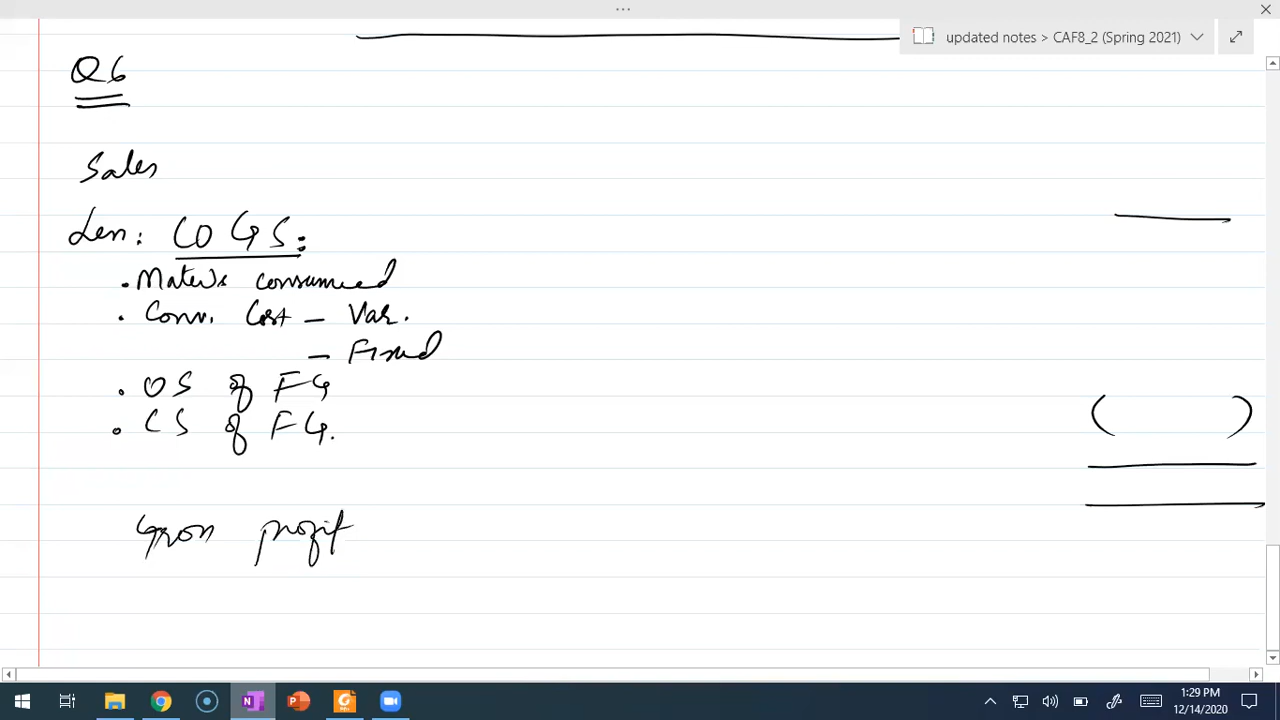 ...
updated notes > CAF8_2 (Spring 2021)
Q6
Sales
Less: COGS:
. Mater's consumed
. Conv. Cost - Var.
- Fixed
. OS of FG
. CS of FG.
( )
Gross profit
1:29 PM
12/14/2020